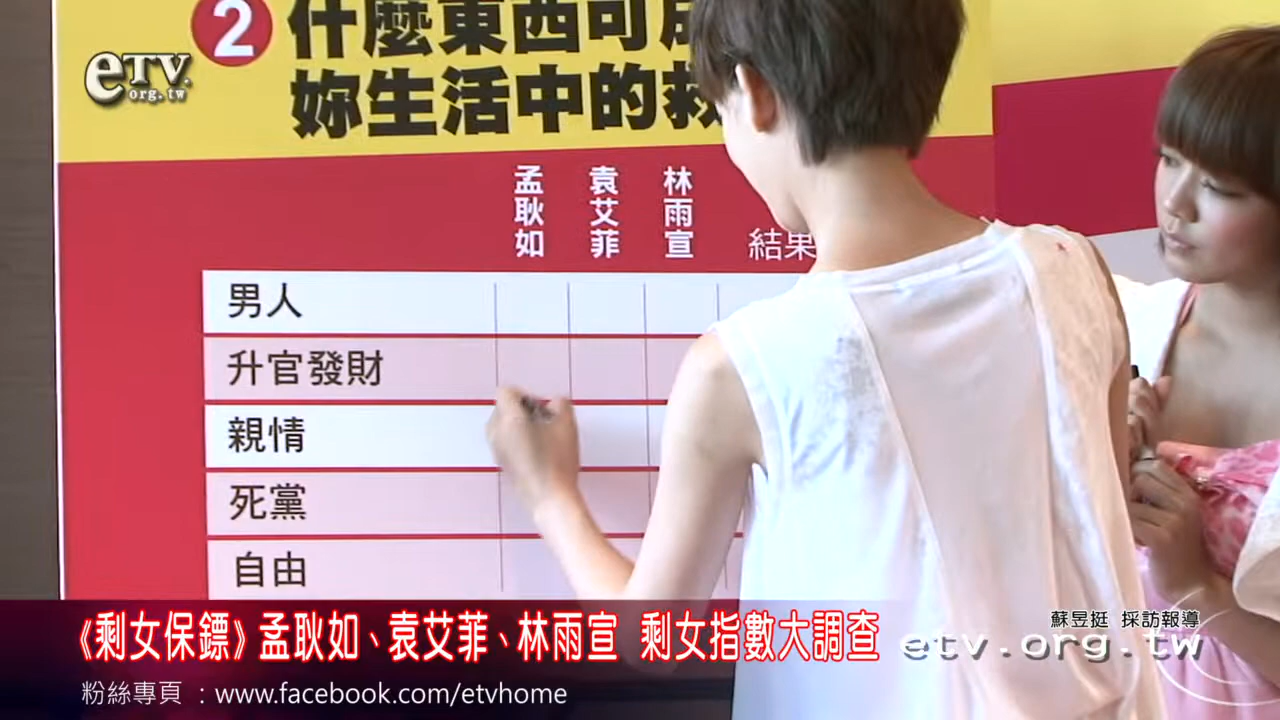 eTV.
org.tw
2
什麼東西可
妳生活中的救
孟耿如
袁艾菲
林雨宣
結果
男人
升官發財
親情
死黨
自由
《剩女保鏢》孟耿如、袁艾菲、林雨宣 剩女指數大調查
蘇昱挺 採訪報導
etv.org.tw
粉絲專頁 : www.facebook.com/etvhome